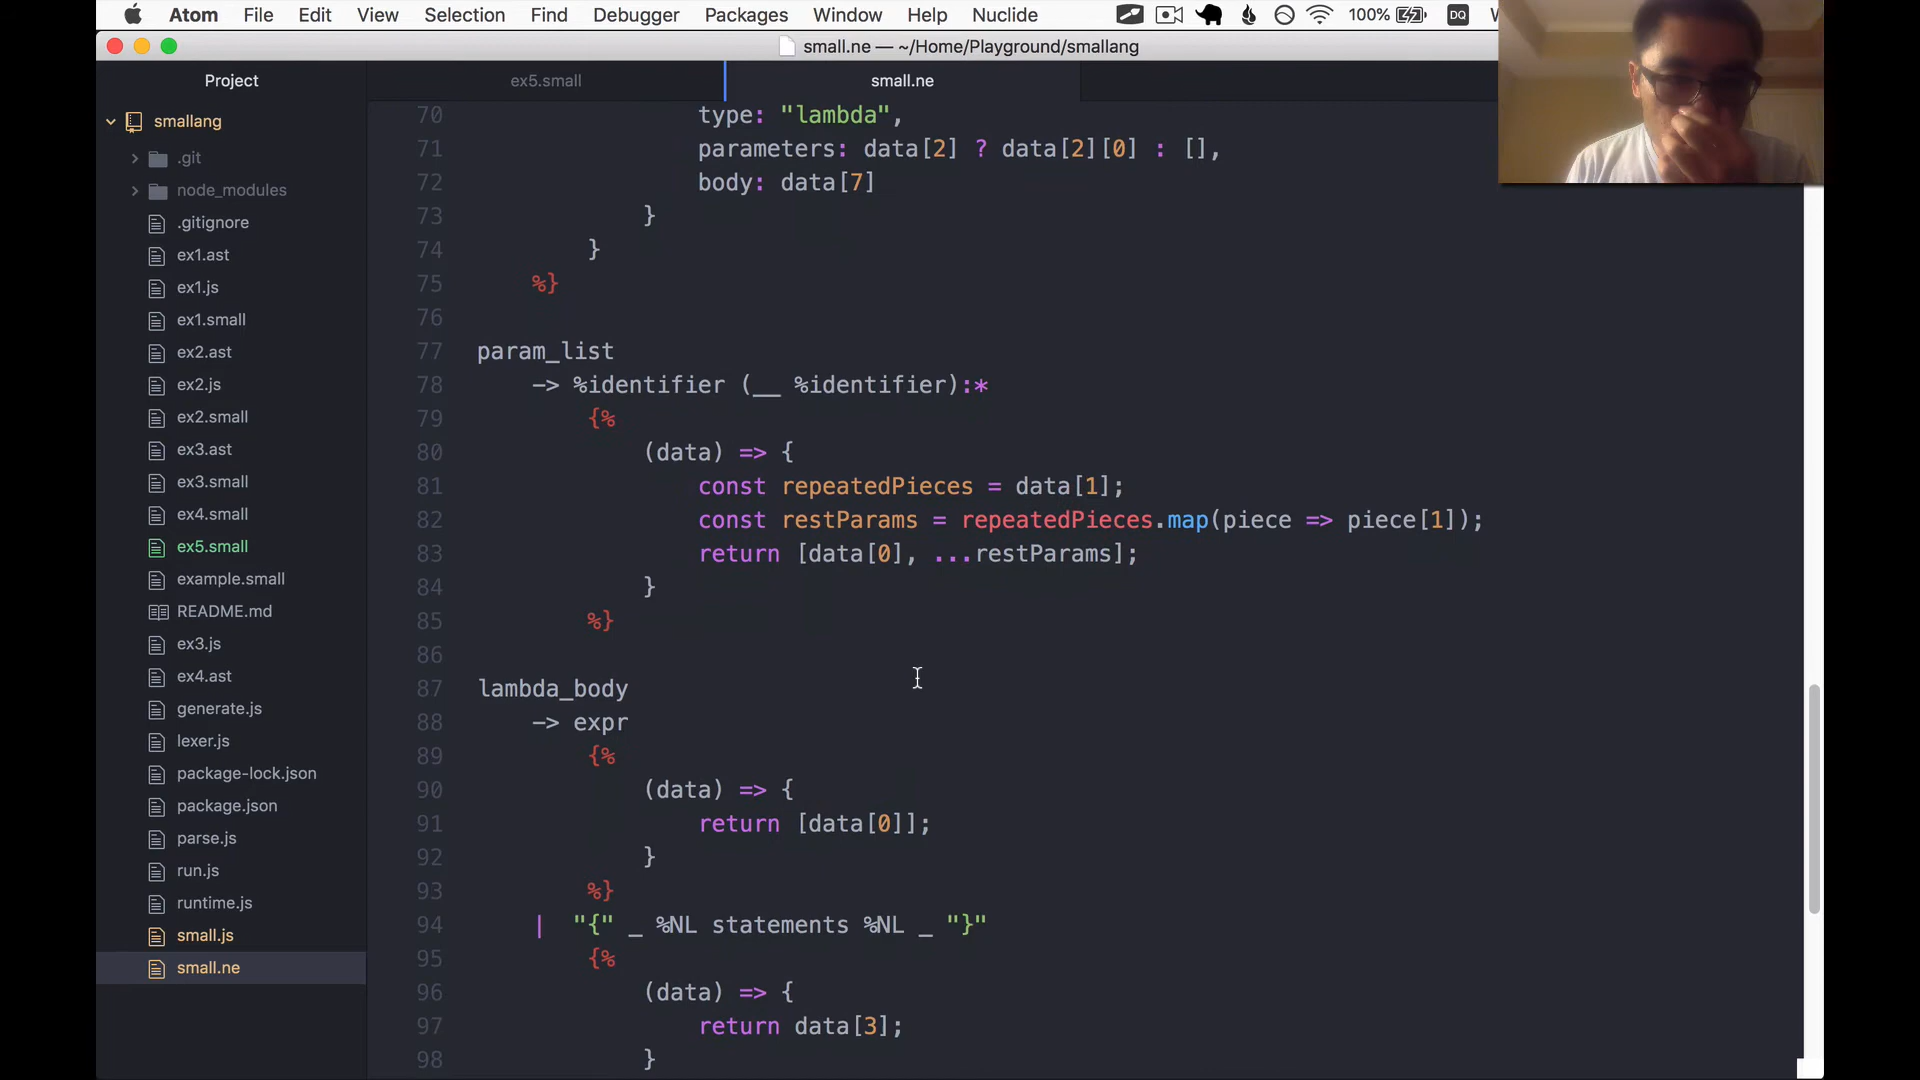 Atom File Edit View Selection Find Debugger Packages Window Help Nuclide 100% DQ
small.ne — ~/Home/Playground/smallang
Project
ex5.small
small.ne
smallang
.git
node_modules
.gitignore
ex1.ast
ex1.js
ex1.small
ex2.ast
ex2.js
ex2.small
ex3.ast
ex3.small
ex4.small
ex5.small
example.small
README.md
ex3.js
ex4.ast
generate.js
lexer.js
package-lock.json
package.json
parse.js
run.js
runtime.js
small.js
small.ne
70 type: "lambda",
71 parameters: data[2] ? data[2][0] : [],
72 body: data[7]
73 }
74 }
75 %}
76
77 param_list
78 -> %identifier (__ %identifier):*
79 {%
80 (data) => {
81 const repeatedPieces = data[1];
82 const restParams = repeatedPieces.map(piece => piece[1]);
83 return [data[0], ...restParams];
84 }
85 %}
86
87 lambda_body
88 -> expr
89 {%
90 (data) => {
91 return [data[0]];
92 }
93 %}
94 | "{" _ %NL statements %NL _ "}"
95 {%
96 (data) => {
97 return data[3];
98 }